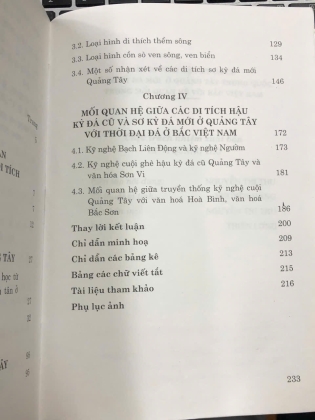 3.2. Loại hình di thích thềm sông
129
3.3. Loại hình cồn sò ven sông, ven biển
134
3.4. Một số nhận xét về các di tích sơ kỳ đá mới
Quảng Tây
146
Chương IV
MỐI QUAN HỆ GIỮA CÁC DI TÍCH HẬU
KỲ ĐÁ CŨ VÀ SƠ KỲ ĐÁ MỚI Ở QUẢNG TÂY
VỚI THỜI ĐẠI ĐÁ Ở BẮC VIỆT NAM
172
4.1. Kỹ nghệ Bạch Liên Động và kỹ nghệ Ngườm
173
4.2. Kỹ nghệ cuội ghè hậu kỳ đá cũ Quảng Tây và
văn hóa Sơn Vi
181
4.3. Mối quan hệ giữa truyền thống kỹ nghệ cuội
Quảng Tây với văn hoá Hoà Bình, văn hoá
Bắc Sơn
186
Thay lời kết luận
200
Chỉ dẫn minh hoạ
209
Chỉ dẫn các bảng kê
213
Bảng các chữ viết tắt
215
Tài liệu tham khảo
216
Phụ lục ảnh
233